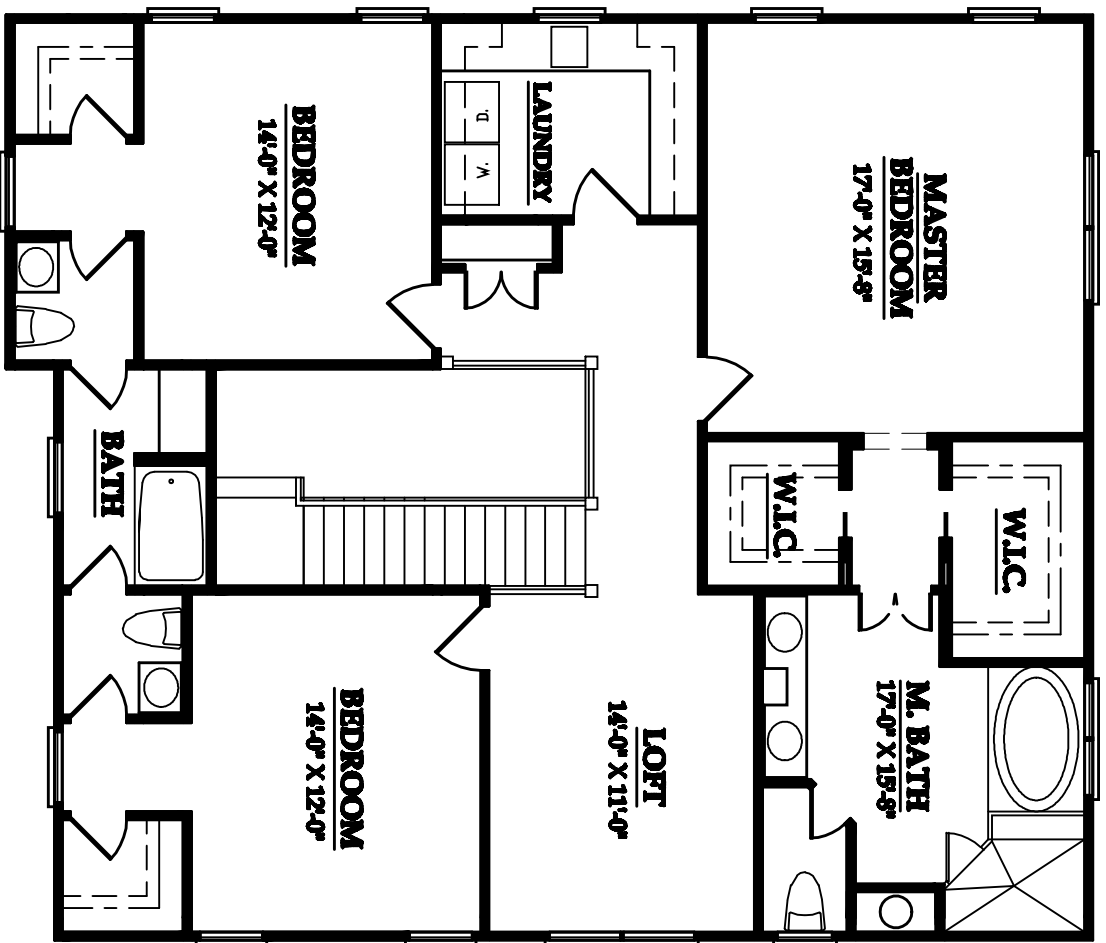 BEDROOM
14'-0" X 12'-0"
LAUNDRY
D.
W.
MASTER
BEDROOM
17'-0" X 15'-8"
BATH
W.I.C.
W.I.C.
BEDROOM
14'-0" X 12'-0"
LOFT
14'-0" X 11'-0"
M. BATH
17'-0" X 15'-8"